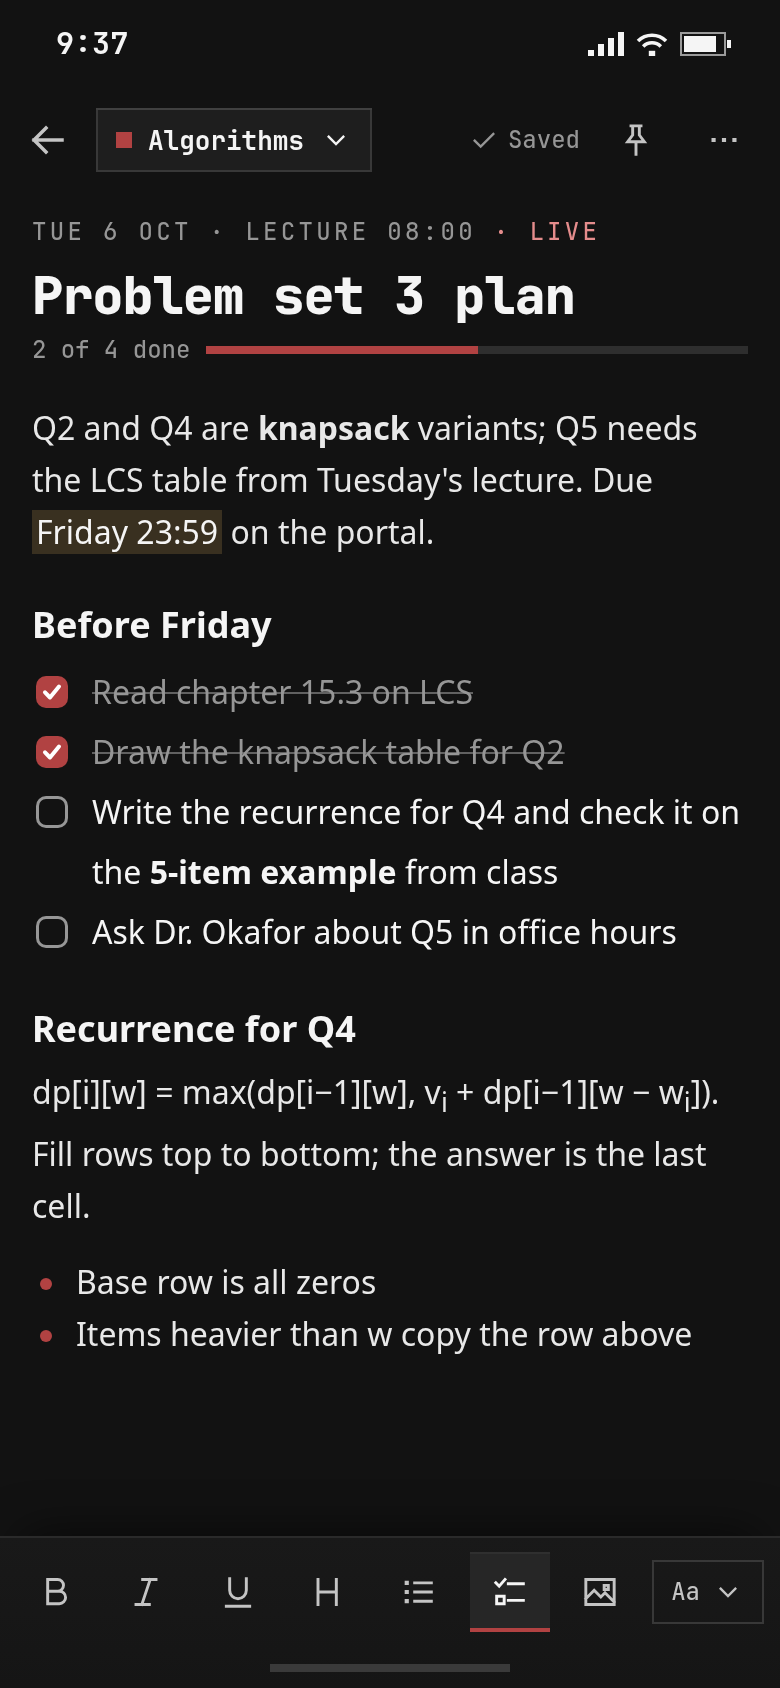 9:37
Algorithms
Saved
TUE 6 OCT · LECTURE 08:00 · LIVE
Problem set 3 plan
2 of 4 done
Q2 and Q4 are knapsack variants; Q5 needs
the LCS table from Tuesday's lecture. Due
Friday 23:59 on the portal.
Before Friday
Read chapter 15.3 on LCS
Draw the knapsack table for Q2
Write the recurrence for Q4 and check it on
the 5-item example from class
Ask Dr. Okafor about Q5 in office hours
Recurrence for Q4
dp[i][w] = max(dp[i−1][w], vᵢ + dp[i−1][w − wᵢ]).
Fill rows top to bottom; the answer is the last
cell.
Base row is all zeros
Items heavier than w copy the row above
B I U H Aa